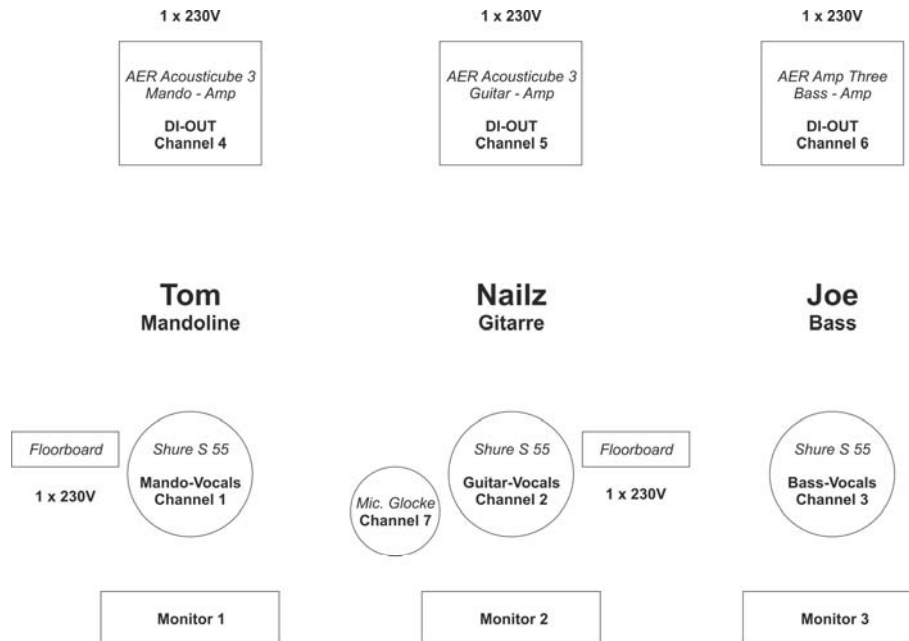 1 x 230V
1 x 230V
1 x 230V
AER Acousticube 3
Mando - Amp
DI-OUT
Channel 4
AER Acousticube 3
Guitar - Amp
DI-OUT
Channel 5
AER Amp Three
Bass - Amp
DI-OUT
Channel 6
Tom
Mandoline
Nailz
Gitarre
Joe
Bass
Floorboard
1 x 230V
Shure S 55
Mando-Vocals
Channel 1
Mic. Glocke
Channel 7
Shure S 55
Guitar-Vocals
Channel 2
Floorboard
1 x 230V
Shure S 55
Bass-Vocals
Channel 3
Monitor 1
Monitor 2
Monitor 3